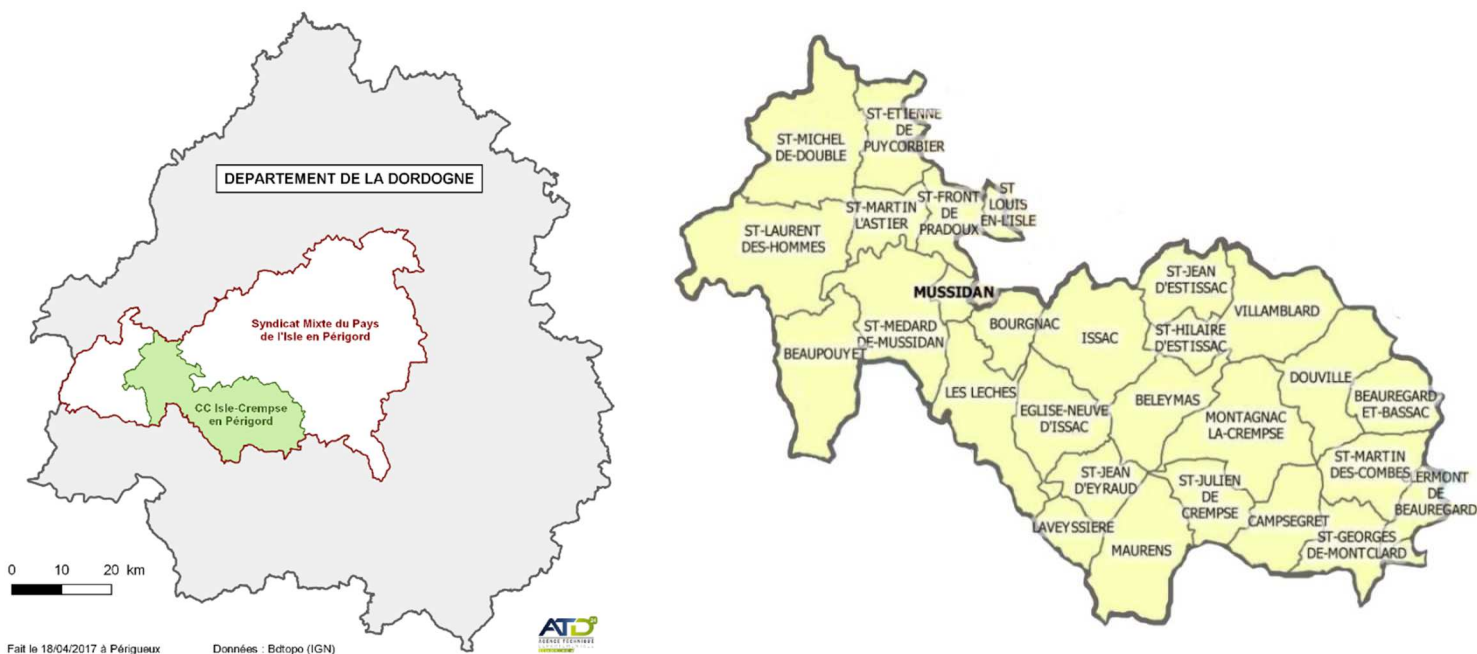 DEPARTEMENT DE LA DORDOGNE
Syndicat Mixte du Pays
de l'Isle en Périgord
CC Isle-Crempse
en Périgord
0 10 20 km
Fait le 18/04/2017 à Périgueux
Données : Bdtopo (IGN)
ATD
AGENCE TECHNIQUE
ST-MICHEL
DE-DOUBLE
ST-ETIENNE
DE
PUYCORBIER
ST-LAURENT
DES-HOMMES
ST-MARTIN
L'ASTIER
ST-FRONT
DE
PRADOUX
ST
LOUIS
EN-L'ISLE
MUSSIDAN
BEAUPOUYET
ST-MEDARD
DE-MUSSIDAN
BOURGNAC
ISSAC
ST-JEAN
D'ESTISSAC
ST-HILAIRE
D'ESTISSAC
VILLAMBLARD
LES LECHES
EGLISE-NEUVE
D'ISSAC
BELEYMAS
MONTAGNAC
LA-CREMPSE
DOUVILLE
BEAUREGARD
ET-BASSAC
ST-JEAN
D'EYRAUD
ST-JULIEN
DE
CREMPSE
ST-MARTIN
DES-COMBES
CLERMONT
DE
BEAUREGARD
LAVEYSSIERE
MAURENS
CAMPSEGRET
ST-GEORGES
DE-MONTCLARD